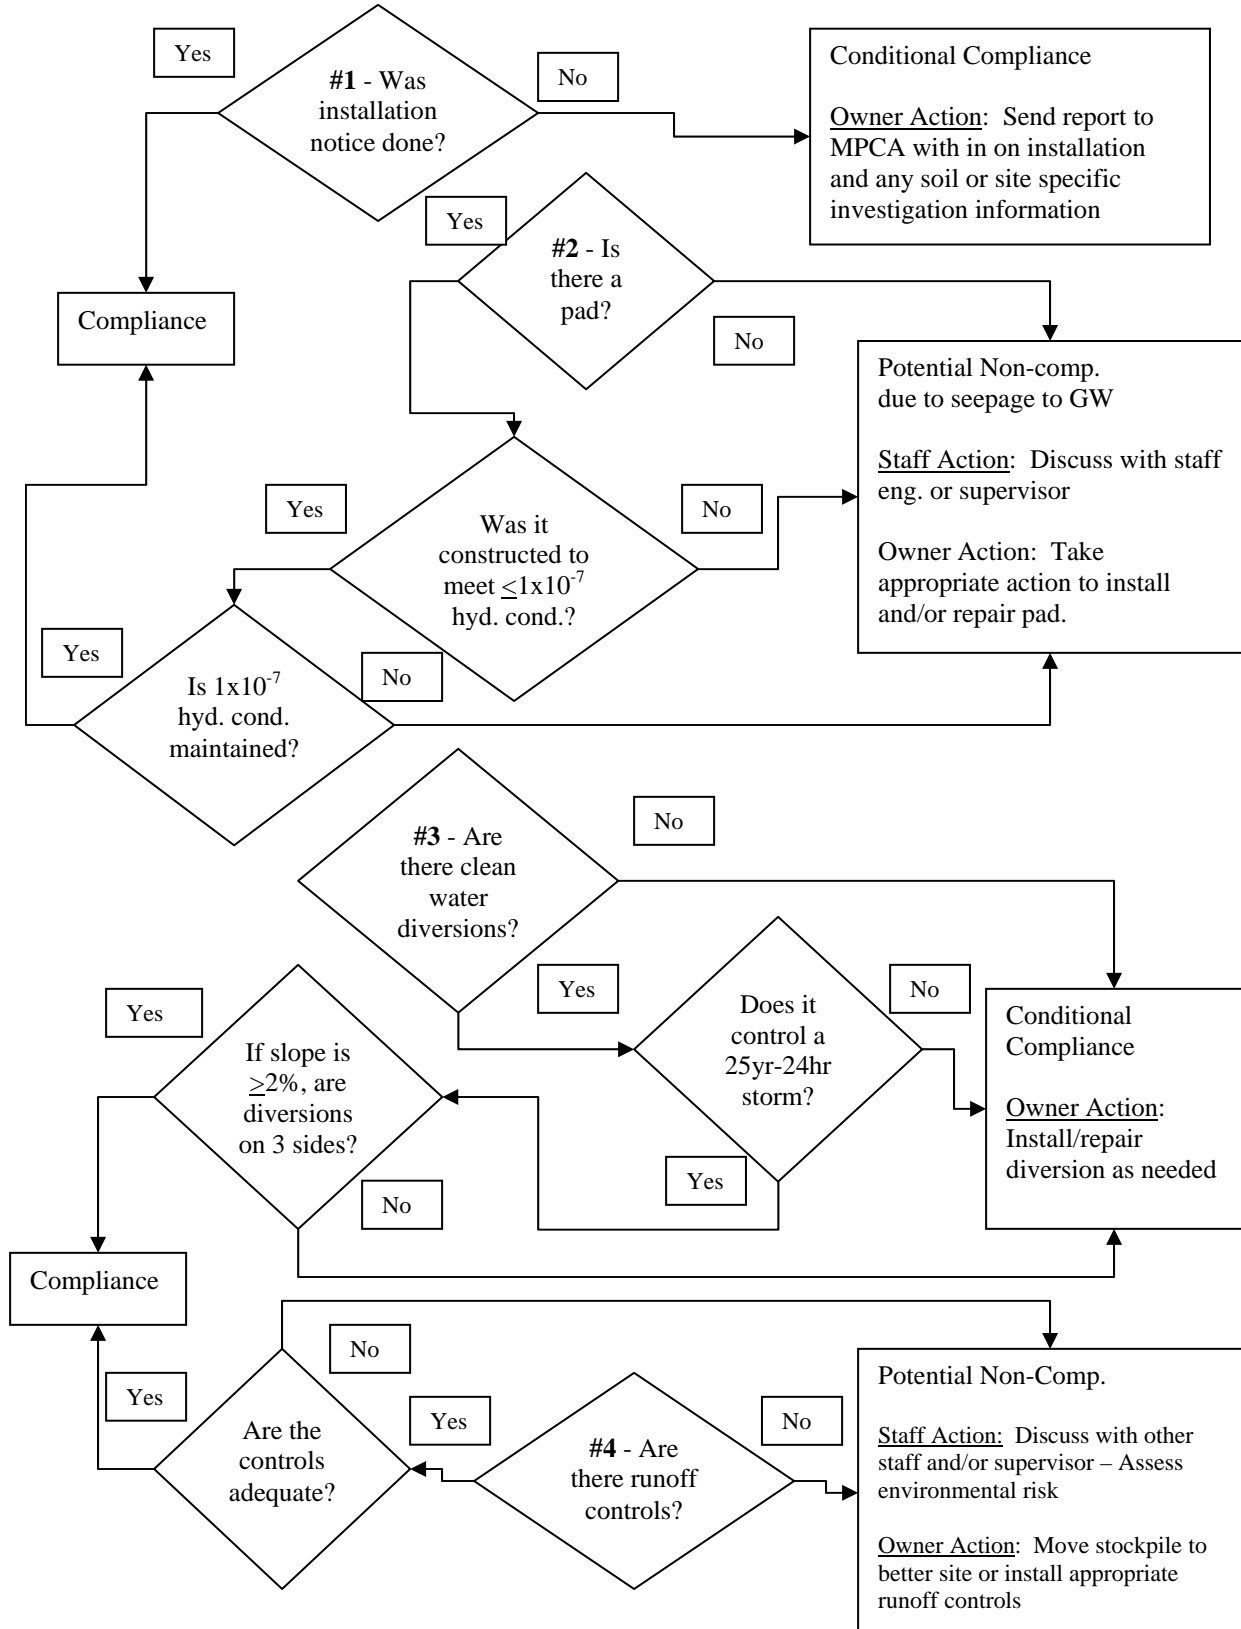 Yes
#1 - Was
installation
notice done?
No
Conditional Compliance
Owner Action:  Send report to
MPCA with in on installation
and any soil or site specific
investigation information
Yes
#2 - Is
there a
pad?
No
Compliance
Potential Non-comp.
due to seepage to GW
Staff Action:  Discuss with staff
eng. or supervisor
Owner Action:  Take
appropriate action to install
and/or repair pad.
Yes
Was it
constructed to
meet <1x10-7
hyd. cond.?
No
Yes
Is 1x10-7
hyd. cond.
maintained?
No
#3 - Are
there clean
water
diversions?
No
Yes
Does it
control a
25yr-24hr
storm?
No
Yes
Conditional
Compliance
Owner Action:
Install/repair
diversion as needed
Yes
If slope is
>2%, are
diversions
on 3 sides?
No
Compliance
Yes
Are the
controls
adequate?
No
Yes
#4 - Are
there runoff
controls?
No
Potential Non-Comp.
Staff Action:  Discuss with other
staff and/or supervisor – Assess
environmental risk
Owner Action:  Move stockpile to
better site or install appropriate
runoff controls